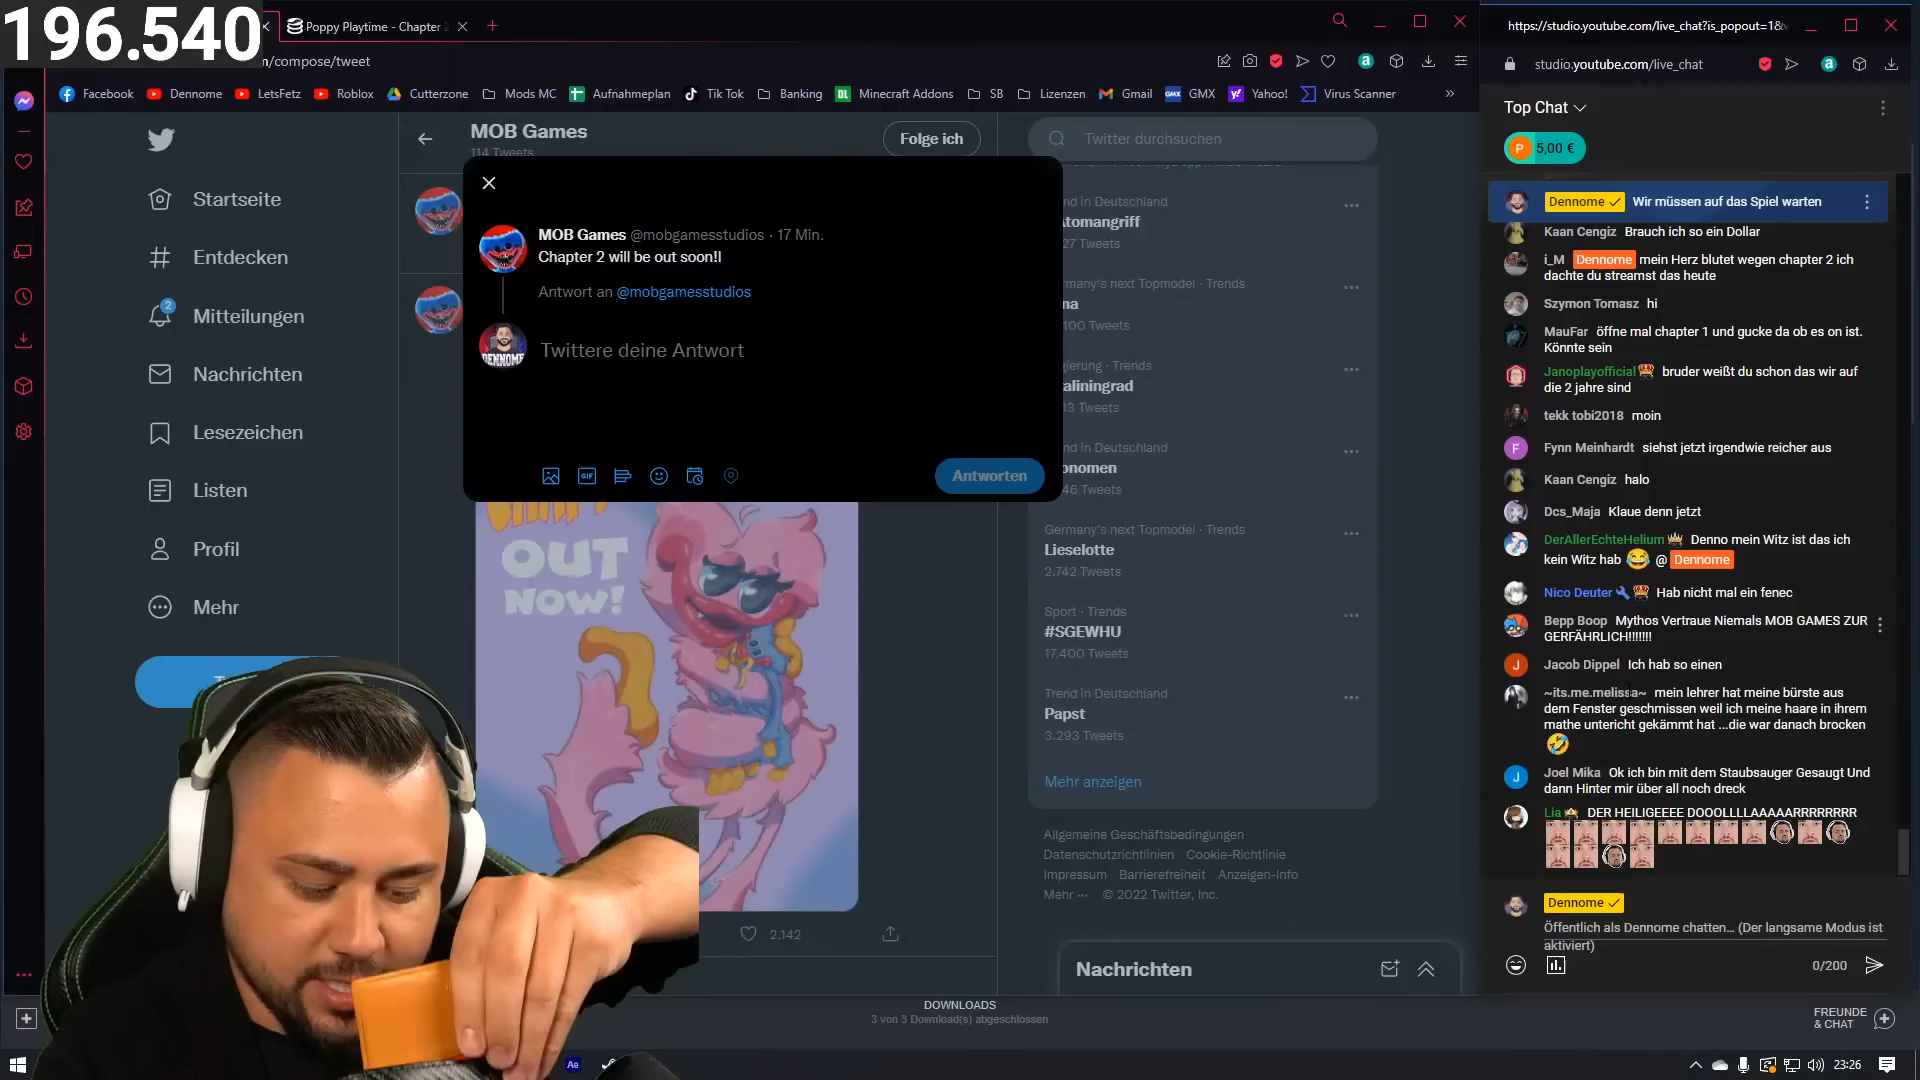 196.540
Poppy Playtime - Chapter 2
m/compose/tweet
Facebook
Dennome
LetsFetz
Roblox
Cutterzone
Mods MC
Aufnahmeplan
Tik Tok
Banking
Minecraft Addons
SB
Lizenzen
Gmail
GMX
Yahoo!
Virus Scanner
Startseite
Entdecken
2
Mitteilungen
Nachrichten
Lesezeichen
Listen
Profil
Mehr
MOB Games
114 Tweets
Folge ich
MOB Games @mobgamesstudios · 17 Min.
Chapter 2 will be out soon!!
Antwort an @mobgamesstudios
DENNOME
Twittere deine Antwort
GIF
Antworten
OUT
NOW!
2.142
Twitter durchsuchen
nd in Deutschland
Atomangriff
27 Tweets
many's next Topmodel · Trends
na
100 Tweets
gierung · Trends
aliningrad
13 Tweets
nd in Deutschland
onomen
46 Tweets
Germany's next Topmodel · Trends
Lieselotte
2.742 Tweets
Sport · Trends
#SGEWHU
17.400 Tweets
Trend in Deutschland
Papst
3.293 Tweets
Mehr anzeigen
Allgemeine Geschäftsbedingungen
Datenschutzrichtlinien Cookie-Richtlinie
Impressum Barrierefreiheit Anzeigen-Info
Mehr ··· © 2022 Twitter, Inc.
Nachrichten
DOWNLOADS
3 von 3 Download(s) abgeschlossen
Ae
https://studio.youtube.com/live_chat?is_popout=1&
studio.youtube.com/live_chat
Top Chat
P 5,00 €
Dennome Wir müssen auf das Spiel warten
Kaan Cengiz Brauch ich so ein Dollar
i_M Dennome mein Herz blutet wegen chapter 2 ich
dachte du streamst das heute
Szymon Tomasz hi
MauFar öffne mal chapter 1 und gucke da ob es on ist.
Könnte sein
Janoplayofficial bruder weißt du schon das wir auf
die 2 jahre sind
tekk tobi2018 moin
F Fynn Meinhardt siehst jetzt irgendwie reicher aus
Kaan Cengiz halo
Dcs_Maja Klaue denn jetzt
DerAllerEchteHelium Denno mein Witz ist das ich
kein Witz hab 😂 @ Dennome
Nico Deuter Hab nicht mal ein fenec
Bepp Boop Mythos Vertraue Niemals MOB GAMES ZUR
GERFÄHRLICH!!!!!!!
J Jacob Dippel Ich hab so einen
~its.me.melissa~ mein lehrer hat meine bürste aus
dem Fenster geschmissen weil ich meine haare in ihrem
mathe untericht gekämmt hat ...die war danach brocken
🤣
J Joel Mika Ok ich bin mit dem Staubsauger Gesaugt Und
dann Hinter mir über all noch dreck
Lia DER HEILIGEEEE DOOOLLLLAAAAARRRRRRRR
Dennome
Öffentlich als Dennome chatten... (Der langsame Modus ist
aktiviert)
0/200
FREUNDE
& CHAT
23:26